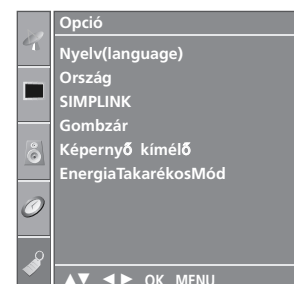 Opció
Nyelv(language)
Ország
SIMPLINK
Gombzár
Képernyő kímélő
EnergiaTakarékosMód
▲▼ ◄► OK MENU